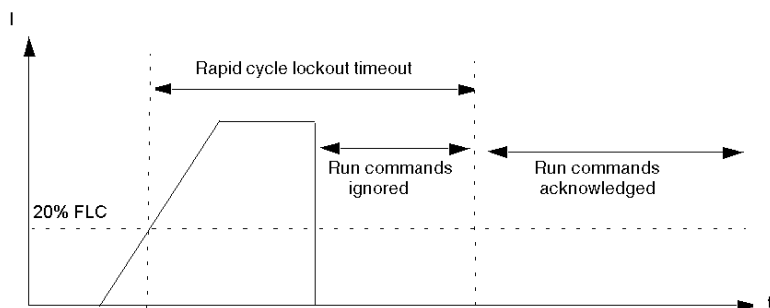 I
Rapid cycle lockout timeout
Run commands
ignored
Run commands
acknowledged
20% FLC
t